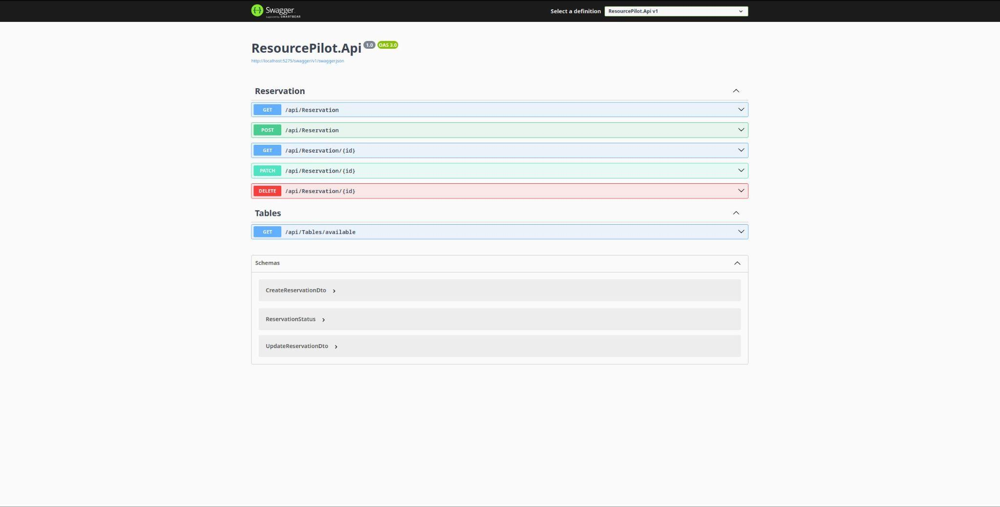 Swagger.
Supported by SMARTBEAR
Select a definition
ResourcePilot.Api v1
ResourcePilot.Api 1.0 OAS 3.0
http://localhost:5275/swagger/v1/swagger.json
Reservation
GET /api/Reservation
POST /api/Reservation
GET /api/Reservation/{id}
PATCH /api/Reservation/{id}
DELETE /api/Reservation/{id}
Tables
GET /api/Tables/available
Schemas
CreateReservationDto
ReservationStatus
UpdateReservationDto